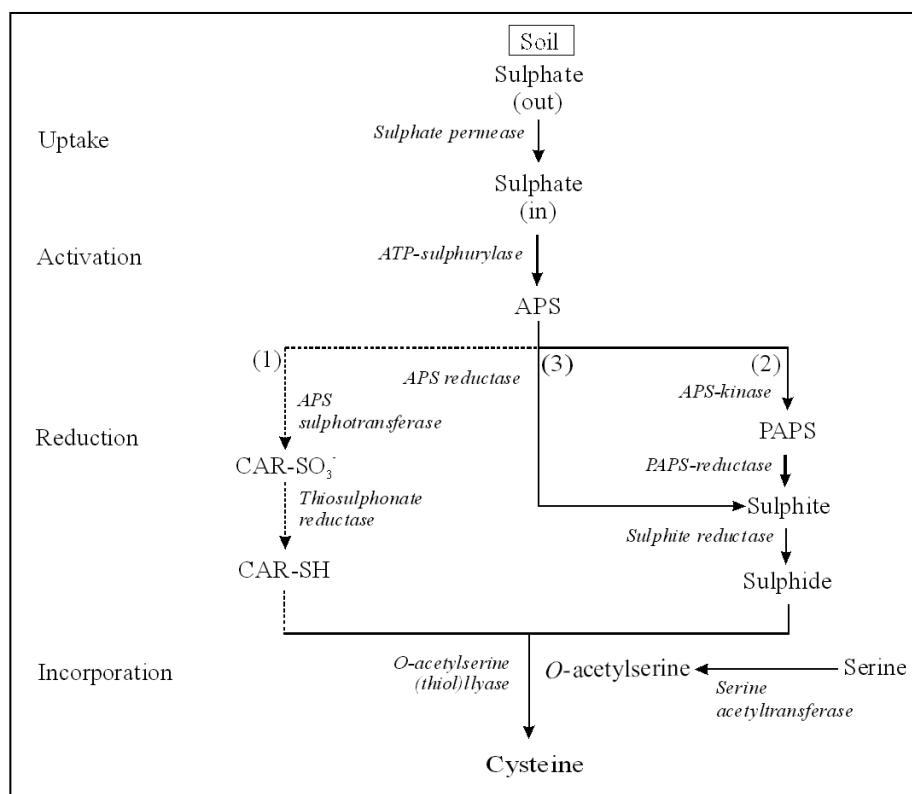 Soil
Sulphate
(out)
Uptake
Sulphate permease
Sulphate
(in)
Activation
ATP-sulphurylase
APS
(1)
APS reductase
(3)
(2)
APS-kinase
APS
sulphotransferase
Reduction
PAPS
CAR-SO₃⁻
PAPS-reductase
Thiosulphonate
reductase
Sulphite
Sulphite reductase
CAR-SH
Sulphide
Incorporation
O-acetylserine
(thiol)llyase
O-acetylserine
Serine
Serine
acetyltransferase
Cysteine